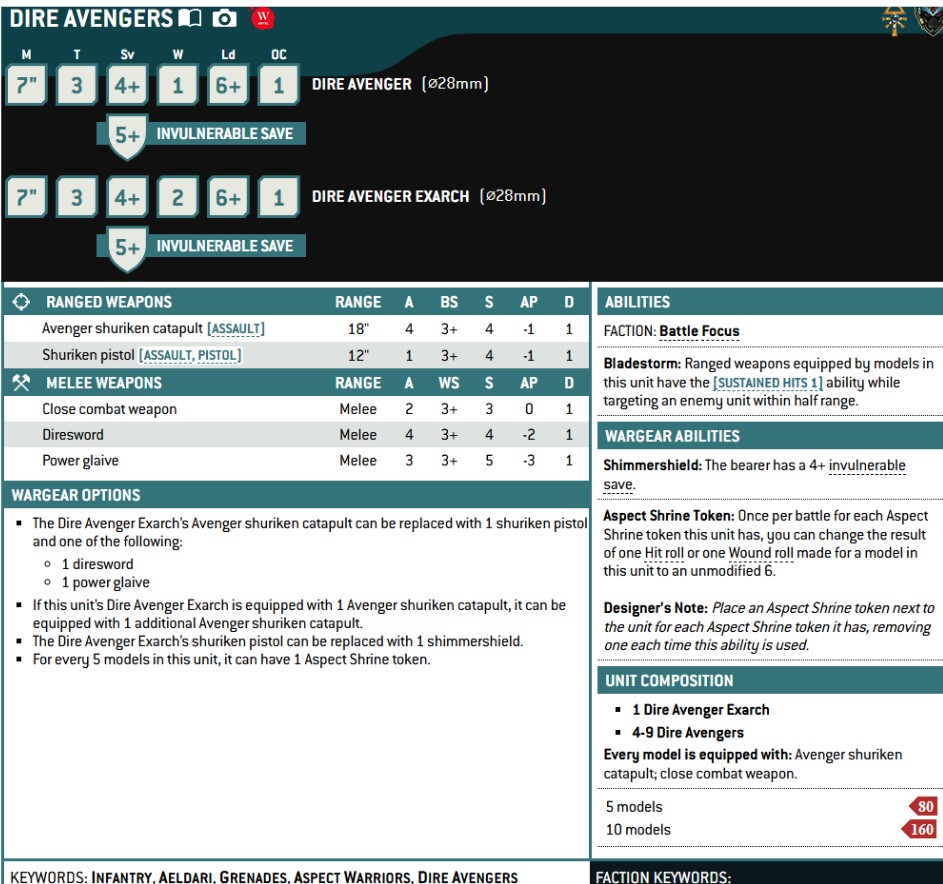 DIRE AVENGERS
W
M T Sv W Ld OC
7" 3 4+ 1 6+ 1 DIRE AVENGER (⌀28mm)
5+ INVULNERABLE SAVE
7" 3 4+ 2 6+ 1 DIRE AVENGER EXARCH (⌀28mm)
5+ INVULNERABLE SAVE
RANGED WEAPONS RANGE A BS S AP D
Avenger shuriken catapult [ASSAULT] 18" 4 3+ 4 -1 1
Shuriken pistol [ASSAULT, PISTOL] 12" 1 3+ 4 -1 1
MELEE WEAPONS RANGE A WS S AP D
Close combat weapon Melee 2 3+ 3 0 1
Diresword Melee 4 3+ 4 -2 1
Power glaive Melee 3 3+ 5 -3 1
WARGEAR OPTIONS
▪ The Dire Avenger Exarch's Avenger shuriken catapult can be replaced with 1 shuriken pistol
and one of the following:
◦ 1 diresword
◦ 1 power glaive
▪ If this unit's Dire Avenger Exarch is equipped with 1 Avenger shuriken catapult, it can be
equipped with 1 additional Avenger shuriken catapult.
▪ The Dire Avenger Exarch's shuriken pistol can be replaced with 1 shimmershield.
▪ For every 5 models in this unit, it can have 1 Aspect Shrine token.
ABILITIES
FACTION: Battle Focus
Bladestorm: Ranged weapons equipped by models in
this unit have the [SUSTAINED HITS 1] ability while
targeting an enemy unit within half range.
WARGEAR ABILITIES
Shimmershield: The bearer has a 4+ invulnerable
save.
Aspect Shrine Token: Once per battle for each Aspect
Shrine token this unit has, you can change the result
of one Hit roll or one Wound roll made for a model in
this unit to an unmodified 6.
Designer's Note: Place an Aspect Shrine token next to
the unit for each Aspect Shrine token it has, removing
one each time this ability is used.
UNIT COMPOSITION
▪ 1 Dire Avenger Exarch
▪ 4-9 Dire Avengers
Every model is equipped with: Avenger shuriken
catapult; close combat weapon.
5 models 80
10 models 160
KEYWORDS: INFANTRY, AELDARI, GRENADES, ASPECT WARRIORS, DIRE AVENGERS
FACTION KEYWORDS: